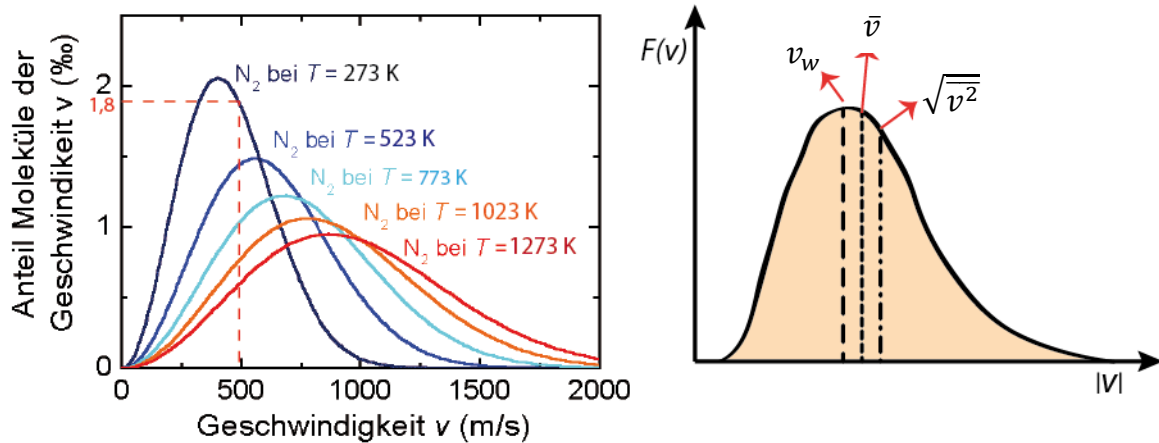 Anteil Moleküle der
Geschwindikeit v (‰)
2
1,8
1
0
N₂ bei T = 273 K
N₂ bei T = 523 K
N₂ bei T = 773 K
N₂ bei T = 1023 K
N₂ bei T = 1273 K
0 500 1000 1500 2000
Geschwindigkeit v (m/s)
F(v)
v_w
v̄
√(v̄²)
|v|